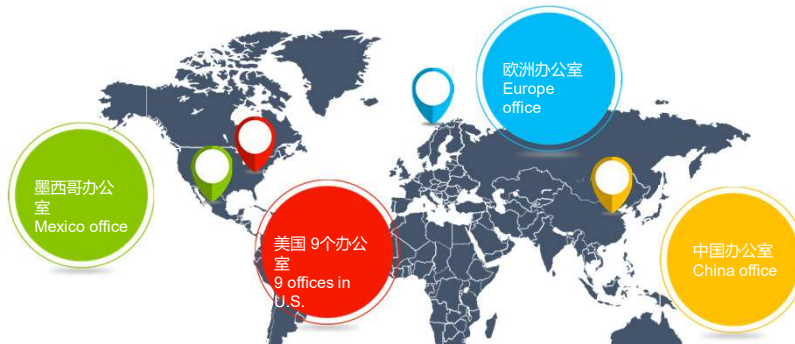 欧洲办公室
Europe
office
墨西哥办公
室
Mexico office
美国 9个办公
室
9 offices in
U.S.
中国办公室
China office